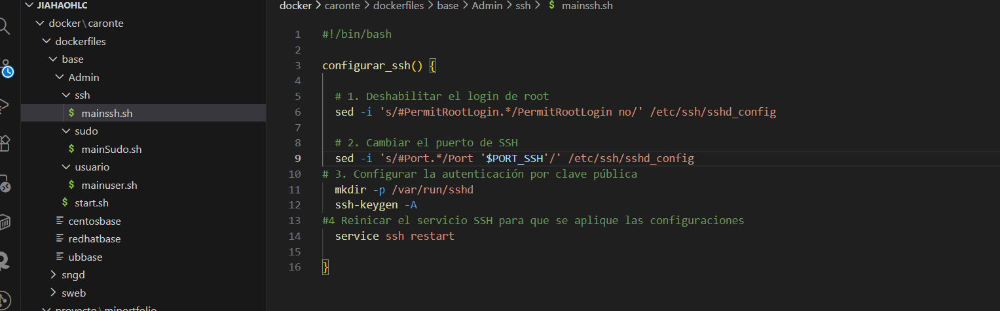 JIAHAOHLC
docker\caronte
dockerfiles
base
Admin
ssh
$ mainssh.sh
sudo
$ mainSudo.sh
usuario
$ mainuser.sh
$ start.sh
centosbase
redhatbase
ubbase
sngd
sweb
proyecto\miportfolio
docker > caronte > dockerfiles > base > Admin > ssh > $ mainssh.sh
1 #!/bin/bash
2
3 configurar_ssh() {
4
5 # 1. Deshabilitar el login de root
6 sed -i 's/#PermitRootLogin.*/PermitRootLogin no/' /etc/ssh/sshd_config
7
8 # 2. Cambiar el puerto de SSH
9 sed -i 's/#Port.*/Port '$PORT_SSH'/' /etc/ssh/sshd_config
10 # 3. Configurar la autenticación por clave pública
11 mkdir -p /var/run/sshd
12 ssh-keygen -A
13 #4 Reinicar el servicio SSH para que se aplique las configuraciones
14 service ssh restart
15
16 }